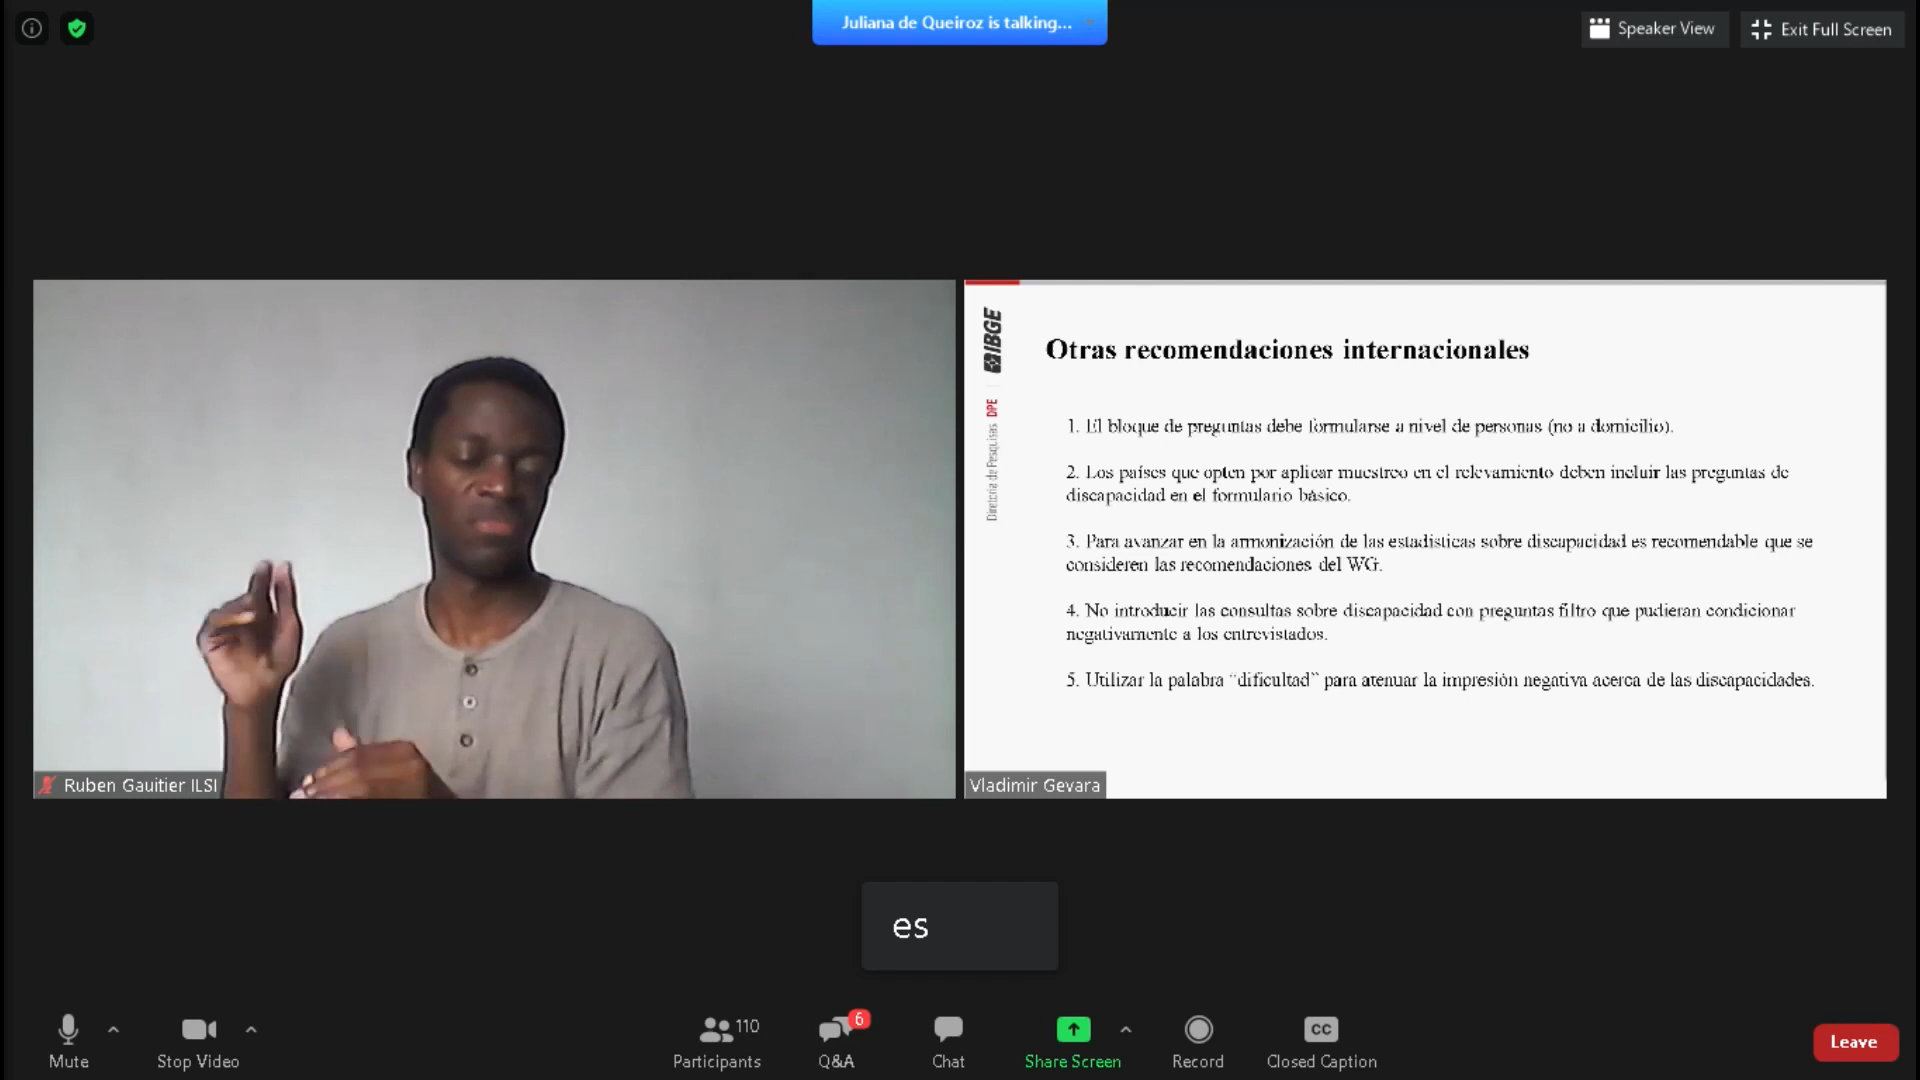 Juliana de Queiroz is talking...
Speaker View
Exit Full Screen
IBGE
Diretoria de Pesquisas DPE
Otras recomendaciones internacionales
1. El bloque de preguntas debe formularse a nivel de personas (no a domicilio).
2. Los países que opten por aplicar muestreo en el relevamiento deben incluir las preguntas de
discapacidad en el formulario básico.
3. Para avanzar en la armonización de las estadísticas sobre discapacidad es recomendable que se
consideren las recomendaciones del WG.
4. No introducir las consultas sobre discapacidad con preguntas filtro que pudieran condicionar
negativamente a los entrevistados.
5. Utilizar la palabra “dificultad” para atenuar la impresión negativa acerca de las discapacidades.
Ruben Gauitier ILSI
Vladimir Gevara
es
Mute
Stop Video
110
Participants
6
Q&A
Chat
Share Screen
Record
CC
Closed Caption
Leave